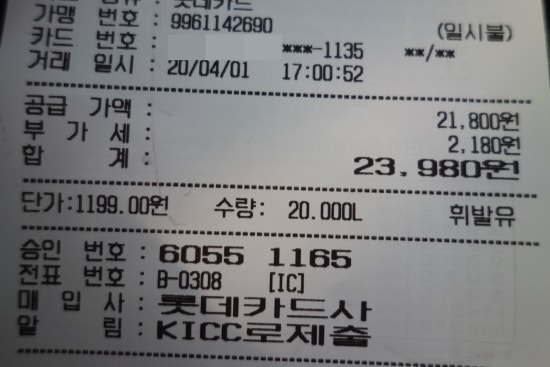 롯데카드
가맹 번호 : 9961142690 (일시불)
카드 번호 : ***-1135 **/**
거래 일시 : 20/04/01 17:00:52
공급 가액 : 21,800원
부 가 세 : 2,180원
합 계 : 23,980원
단가:1199.00원 수량: 20.000L 휘발유
승인 번호 : 6055 1165
전표 번호 : B-0308 [IC]
매 입 사 : 롯데카드사
알 림 : KICC로제출